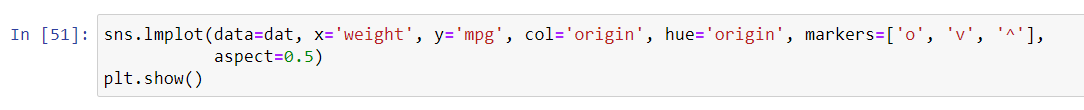 In [51]: sns.lmplot(data=dat, x='weight', y='mpg', col='origin', hue='origin', markers=['o', 'v', '^'],
aspect=0.5)
plt.show()